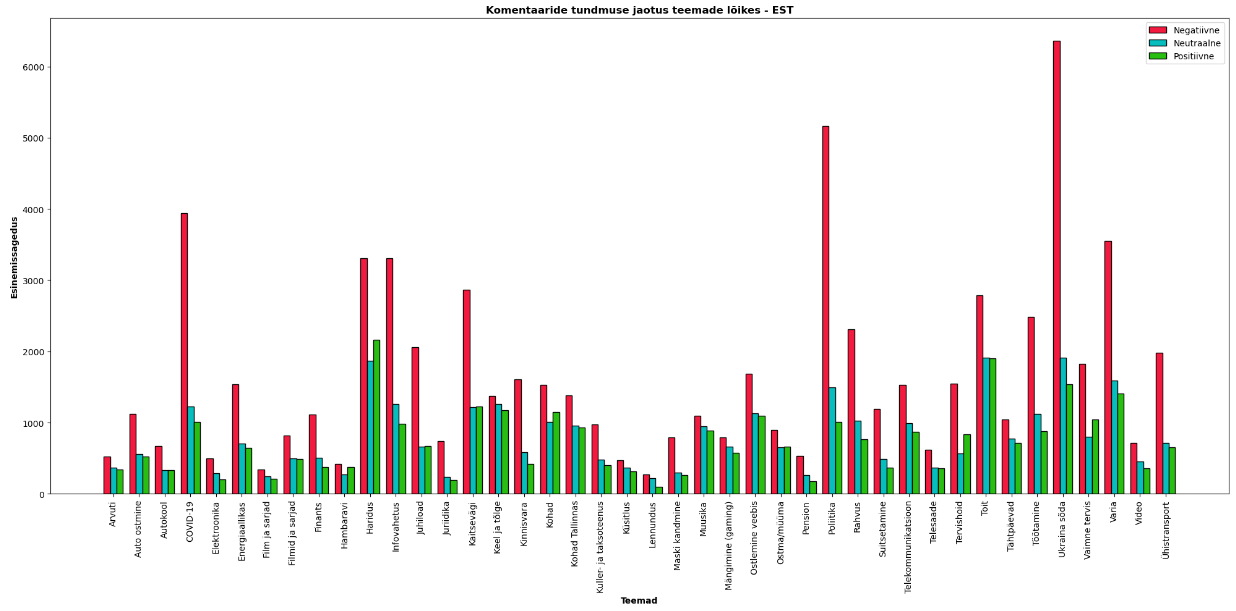 Komentaaride tundmuse jaotus teemade lõikes - EST
Negatiivne
Neutraalne
Positiivne
Esinemissagedus
6000
5000
4000
3000
2000
1000
0
Arvuti
Auto ostmine
Autokool
COVID-19
Elektroonika
Energiaallikas
Film ja sarjad
Filmid ja sarjad
Finants
Hambaravi
Haridus
Infovahetus
Juhiload
Juriidika
Kaitsevägi
Keel ja tõlge
Kinnisvara
Kohad
Kohad Tallinnas
Kuller- ja taksoteenus
Küsitlus
Lennundus
Maski kandmine
Muusika
Mängimine (gaming)
Ostlemine veebis
Ostma/müüma
Pension
Poliitika
Rahvus
Suitsetamine
Telekommunikatsioon
Telesaade
Tervishoid
Toit
Tähtpäevad
Töötamine
Ukraina sõda
Vaimne tervis
Varia
Video
Ühistransport
Teemad